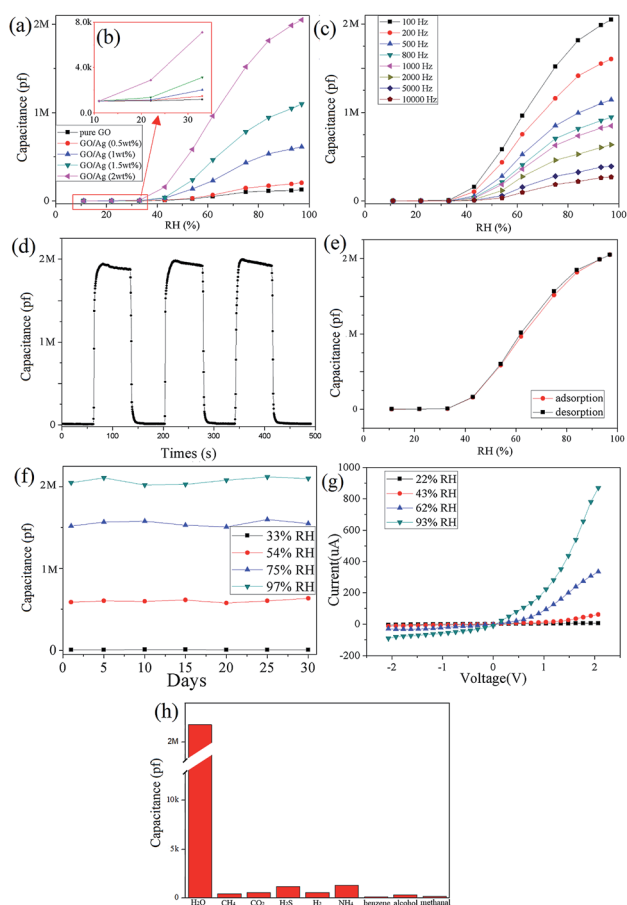 (a)
Capacitance (pf)
2M
1M
0
0 20 40 60 80 100
RH (%)
pure GO
GO/Ag (0.5wt%)
GO/Ag (1wt%)
GO/Ag (1.5wt%)
GO/Ag (2wt%)
(b)
8.0k
4.0k
0.0
10 20 30
(c)
Capacitance (pf)
2M
1M
0
0 20 40 60 80 100
RH (%)
100 Hz
200 Hz
500 Hz
800 Hz
1000 Hz
2000 Hz
5000 Hz
10000 Hz
(d)
Capacitance (pf)
2M
1M
0
0 100 200 300 400 500
Times (s)
(e)
Capacitance (pf)
2M
1M
0
0 20 40 60 80 100
RH (%)
adsorption
desorption
(f)
Capacitance (pf)
2M
1M
0
0 5 10 15 20 25 30
Days
33% RH
54% RH
75% RH
97% RH
(g)
Current(uA)
1000
800
600
400
200
0
-200
-2 -1 0 1 2
Voltage(V)
22% RH
43% RH
62% RH
93% RH
(h)
Capacitance (pf)
2M
10k
5k
0
H₂O CH₄ CO₂ H₂S H₂ NH₄ benzene alcohol methanal